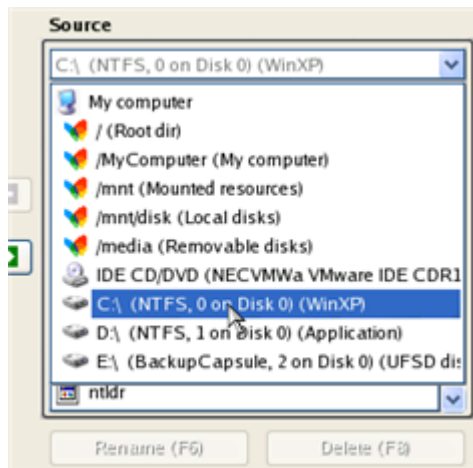 Source
C:\ (NTFS, 0 on Disk 0) (WinXP)
My computer
/ (Root dir)
/MyComputer (My computer)
/mnt (Mounted resources)
/mnt/disk (Local disks)
/media (Removable disks)
IDE CD/DVD (NECVMWa VMware IDE CDR1
C:\ (NTFS, 0 on Disk 0) (WinXP)
D:\ (NTFS, 1 on Disk 0) (Application)
E:\ (BackupCapsule, 2 on Disk 0) (UFSD dis
ntldr
Rename (F6)
Delete (F8)